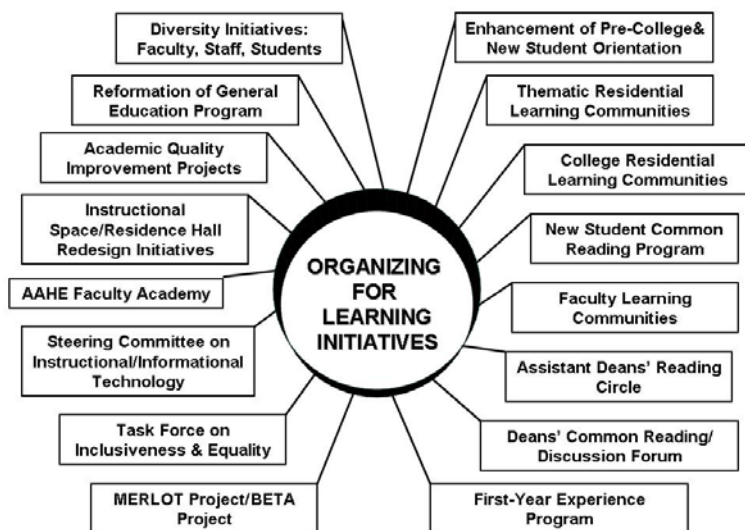 Diversity Initiatives:
Faculty, Staff, Students
Enhancement of Pre-College&
New Student Orientation
Reformation of General
Education Program
Thematic Residential
Learning Communities
Academic Quality
Improvement Projects
College Residential
Learning Communities
Instructional
Space/Residence Hall
Redesign Initiatives
New Student Common
Reading Program
ORGANIZING
FOR
LEARNING
INITIATIVES
AAHE Faculty Academy
Faculty Learning
Communities
Steering Committee on
Instructional/Informational
Technology
Assistant Deans' Reading
Circle
Task Force on
Inclusiveness & Equality
Deans' Common Reading/
Discussion Forum
MERLOT Project/BETA
Project
First-Year Experience
Program